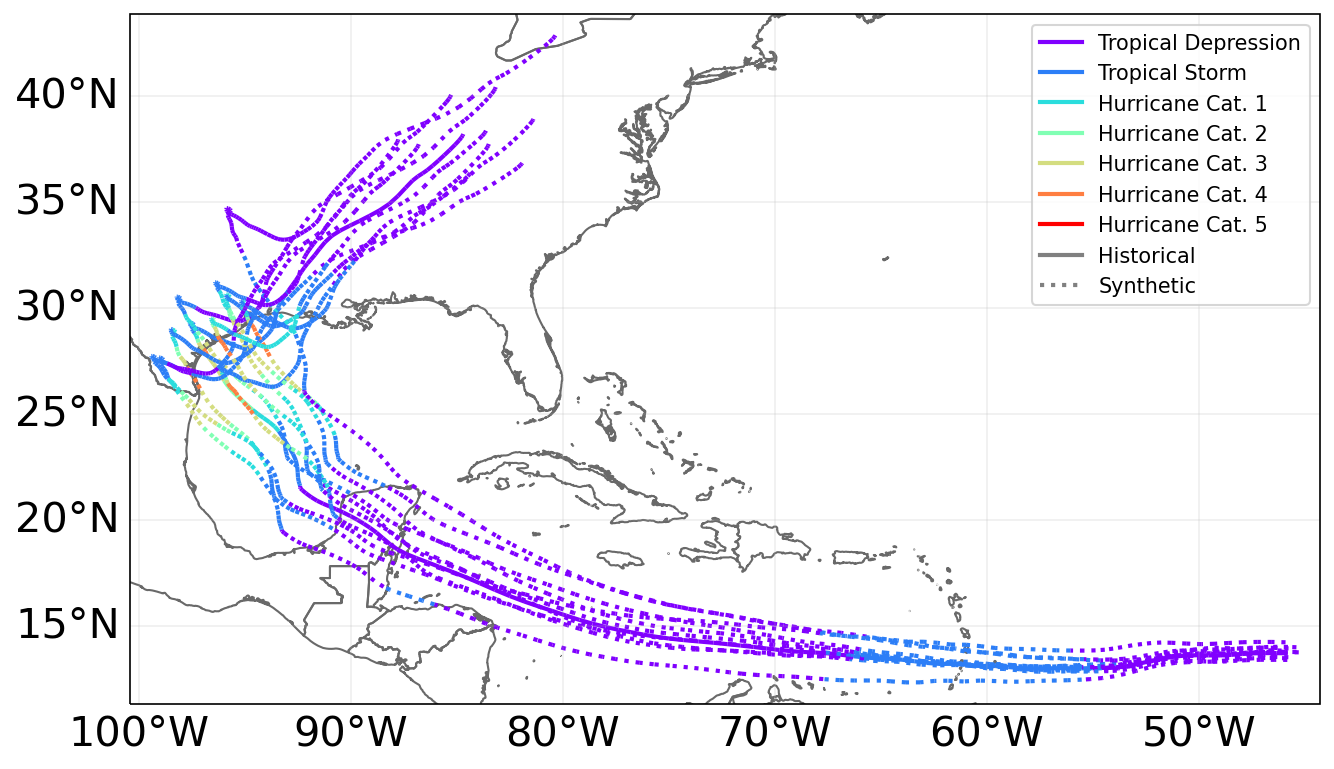 Tropical Depression
Tropical Storm
Hurricane Cat. 1
Hurricane Cat. 2
Hurricane Cat. 3
Hurricane Cat. 4
Hurricane Cat. 5
Historical
Synthetic
40°N
35°N
30°N
25°N
20°N
15°N
100°W 90°W 80°W 70°W 60°W 50°W